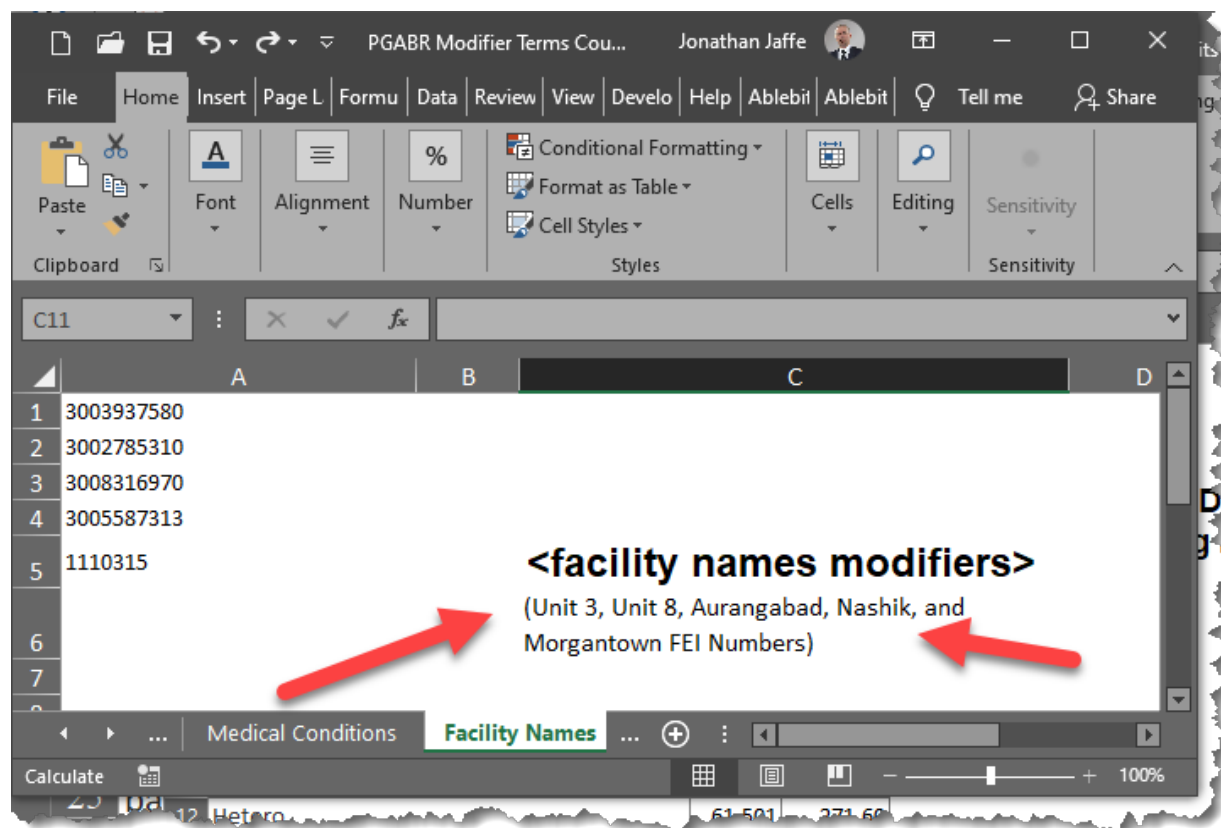 PGABR Modifier Terms Cou... Jonathan Jaffe
File Home Insert Page L Formu Data Review View Develo Help Ablebit Ablebit Tell me Share
Paste Font Alignment Number Conditional Formatting Format as Table Cell Styles Cells Editing Sensitivity
Clipboard Styles Sensitivity
C11 fx
A B C D
1 3003937580
2 3002785310
3 3008316970
4 3005587313
5 1110315 <facility names modifiers>
(Unit 3, Unit 8, Aurangabad, Nashik, and
6 Morgantown FEI Numbers)
7
... Medical Conditions Facility Names ...
Calculate 100%
12 Hetero